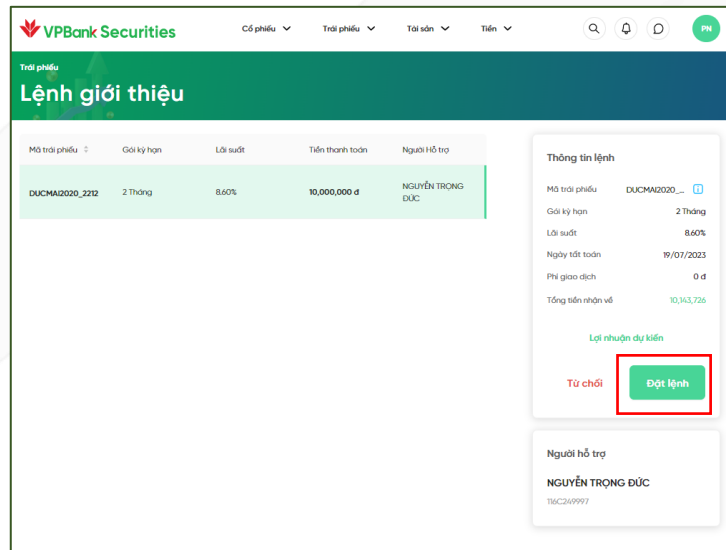 VPBank Securities
Cổ phiếu
Trái phiếu
Tài sản
Tiền
PN
Trái phiếu
Lệnh giới thiệu
Mã trái phiếu Gói kỳ hạn Lãi suất Tiền thanh toán Người Hỗ trợ
DUCMAI2020_2212 2 Tháng 8.60% 10,000,000 đ NGUYỄN TRỌNG
ĐỨC
Thông tin lệnh
Mã trái phiếu DUCMAI2020_...
Gói kỳ hạn 2 Tháng
Lãi suất 8.60%
Ngày tất toán 19/07/2023
Phí giao dịch 0 đ
Tổng tiền nhận về 10,143,726
Lợi nhuận dự kiến
Từ chối Đặt lệnh
Người hỗ trợ
NGUYỄN TRỌNG ĐỨC
116C249997